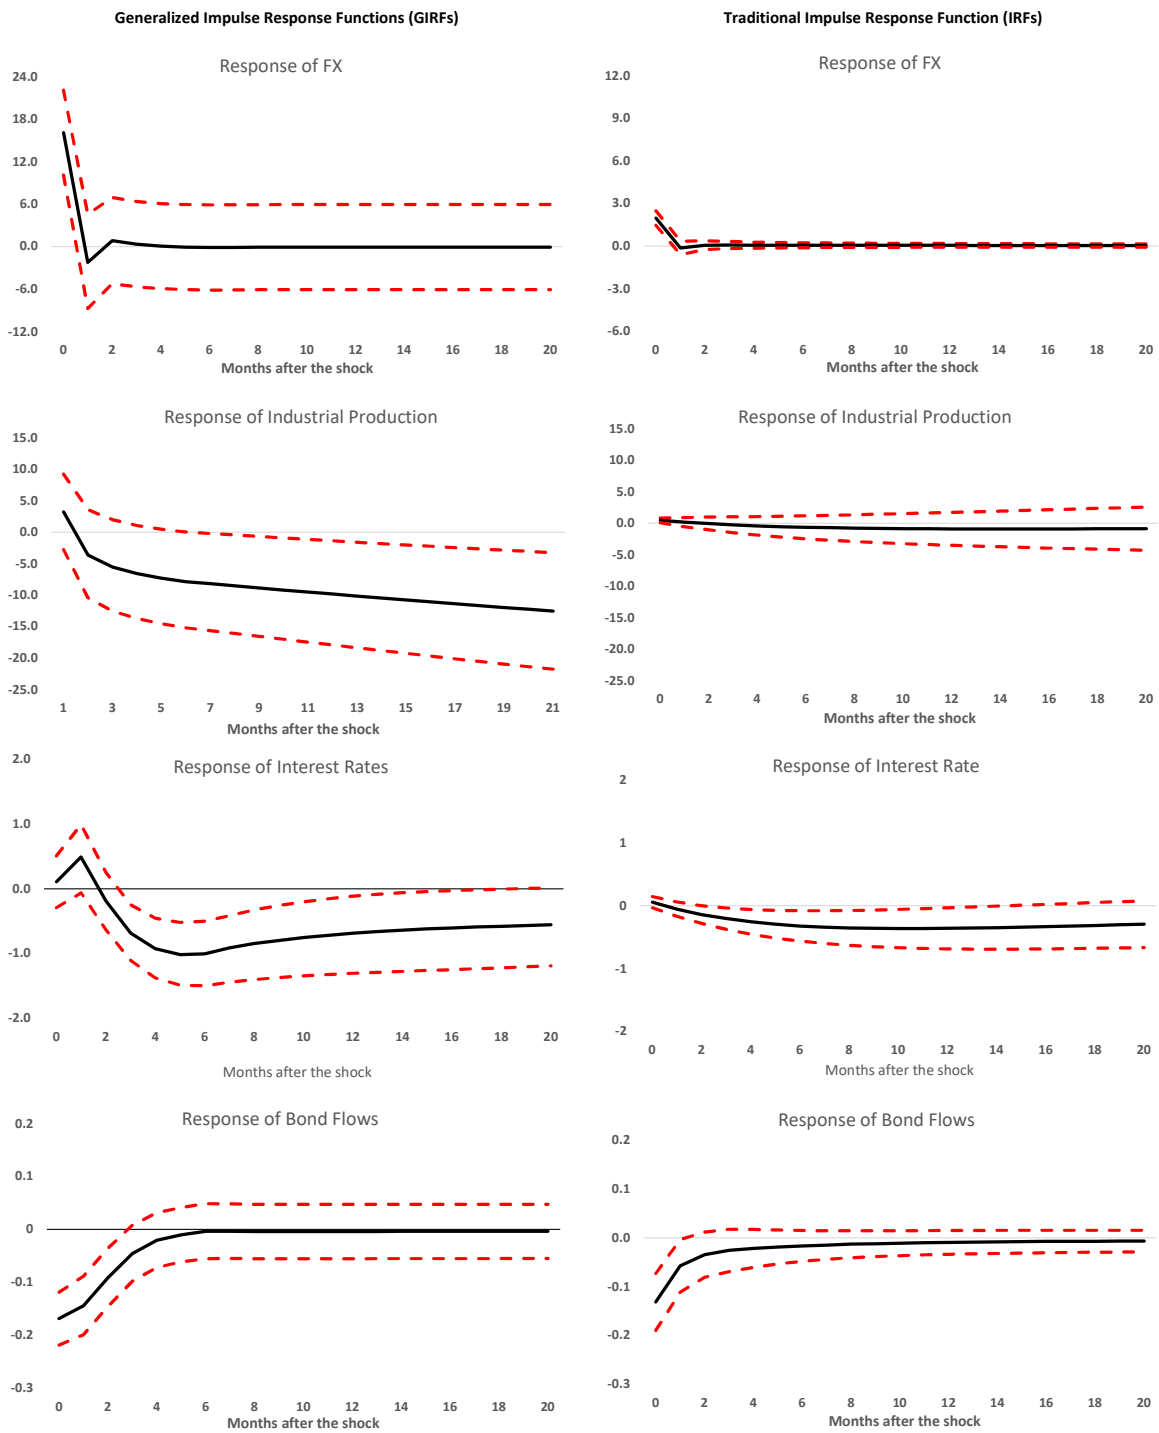 Generalized Impulse Response Functions (GIRFs)
Traditional Impulse Response Function (IRFs)
Response of FX
24.0
18.0
12.0
6.0
0.0
-6.0
-12.0
0 2 4 6 8 10 12 14 16 18 20
Months after the shock
Response of FX
12.0
9.0
6.0
3.0
0.0
-3.0
-6.0
0 2 4 6 8 10 12 14 16 18 20
Months after the shock
Response of Industrial Production
15.0
10.0
5.0
0.0
-5.0
-10.0
-15.0
-20.0
-25.0
1 3 5 7 9 11 13 15 17 19 21
Months after the shock
Response of Industrial Production
15.0
10.0
5.0
0.0
-5.0
-10.0
-15.0
-20.0
-25.0
0 2 4 6 8 10 12 14 16 18 20
Months after the shock
Response of Interest Rates
2.0
1.0
0.0
-1.0
-2.0
0 2 4 6 8 10 12 14 16 18 20
Months after the shock
Response of Interest Rate
2
1
0
-1
-2
0 2 4 6 8 10 12 14 16 18 20
Months after the shock
Response of Bond Flows
0.2
0.1
0
-0.1
-0.2
-0.3
0 2 4 6 8 10 12 14 16 18 20
Months after the shock
Response of Bond Flows
0.2
0.1
0.0
-0.1
-0.2
-0.3
0 2 4 6 8 10 12 14 16 18 20
Months after the shock